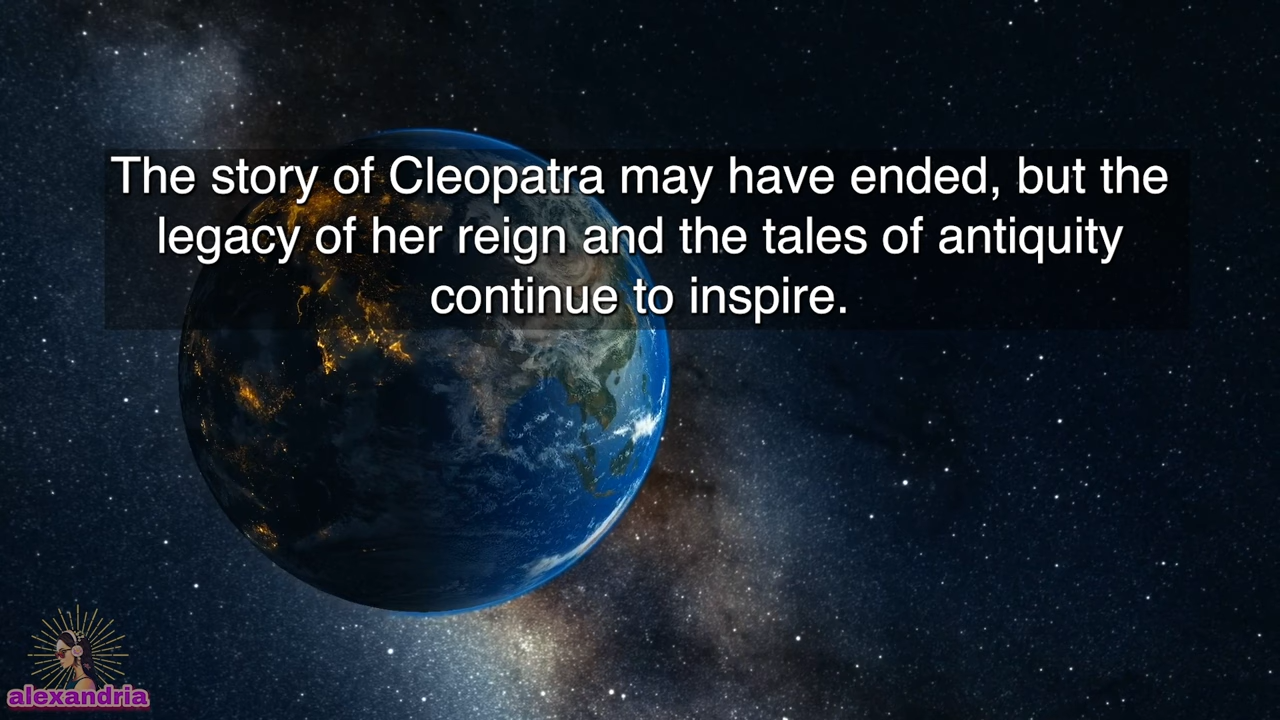 The story of Cleopatra may have ended, but the
legacy of her reign and the tales of antiquity
continue to inspire.
alexandria